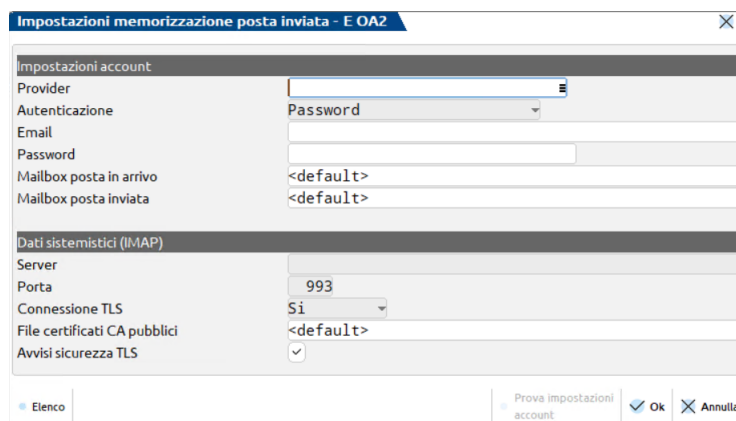 Impostazioni memorizzazione posta inviata - E OA2
Impostazioni account
Provider
Autenticazione Password
Email
Password
Mailbox posta in arrivo <default>
Mailbox posta inviata <default>
Dati sistemistici (IMAP)
Server
Porta 993
Connessione TLS Si
File certificati CA pubblici <default>
Avvisi sicurezza TLS
Elenco
Prova impostazioni
account
Ok
Annulla